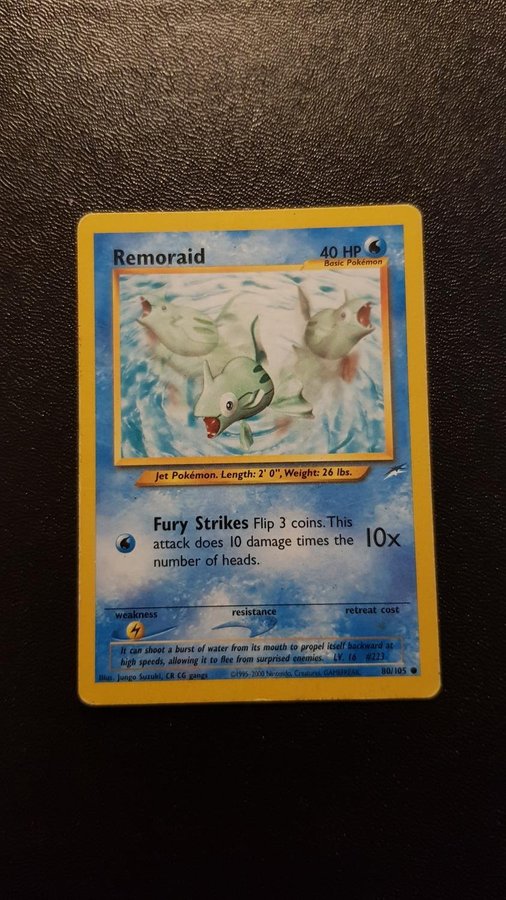 Remoraid
40 HP
Basic Pokémon
Jet Pokémon. Length: 2' 0", Weight: 26 lbs.
Fury Strikes Flip 3 coins. This
attack does 10 damage times the
number of heads.
10x
weakness resistance retreat cost
It can shoot a burst of water from its mouth to propel itself backward at
high speeds, allowing it to flee from surprised enemies. LV. 16 #223
Illus. Jungo Suzuki, CR CG gangs ©1995-2000 Nintendo, Creatures, GAMEFREAK. 80/105